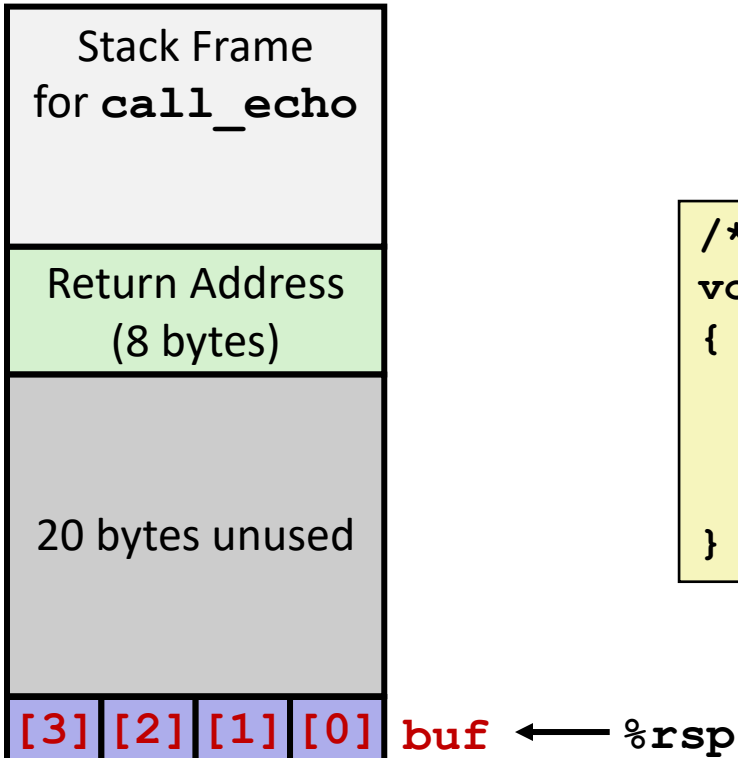 Stack Frame
for call_echo
Return Address
(8 bytes)
20 bytes unused
[3] [2] [1] [0] buf %rsp
/*
vo
{
}